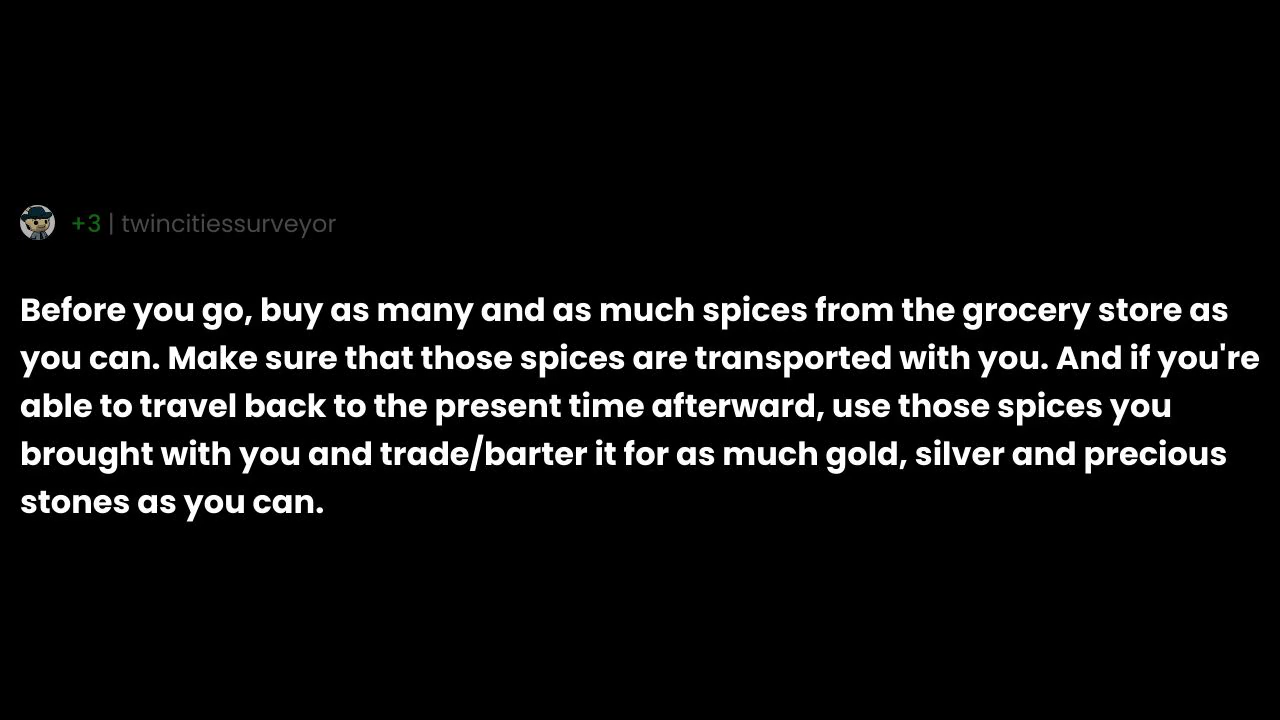 +3 | twincitiessurveyor
Before you go, buy as many and as much spices from the grocery store as
you can. Make sure that those spices are transported with you. And if you're
able to travel back to the present time afterward, use those spices you
brought with you and trade/barter it for as much gold, silver and precious
stones as you can.